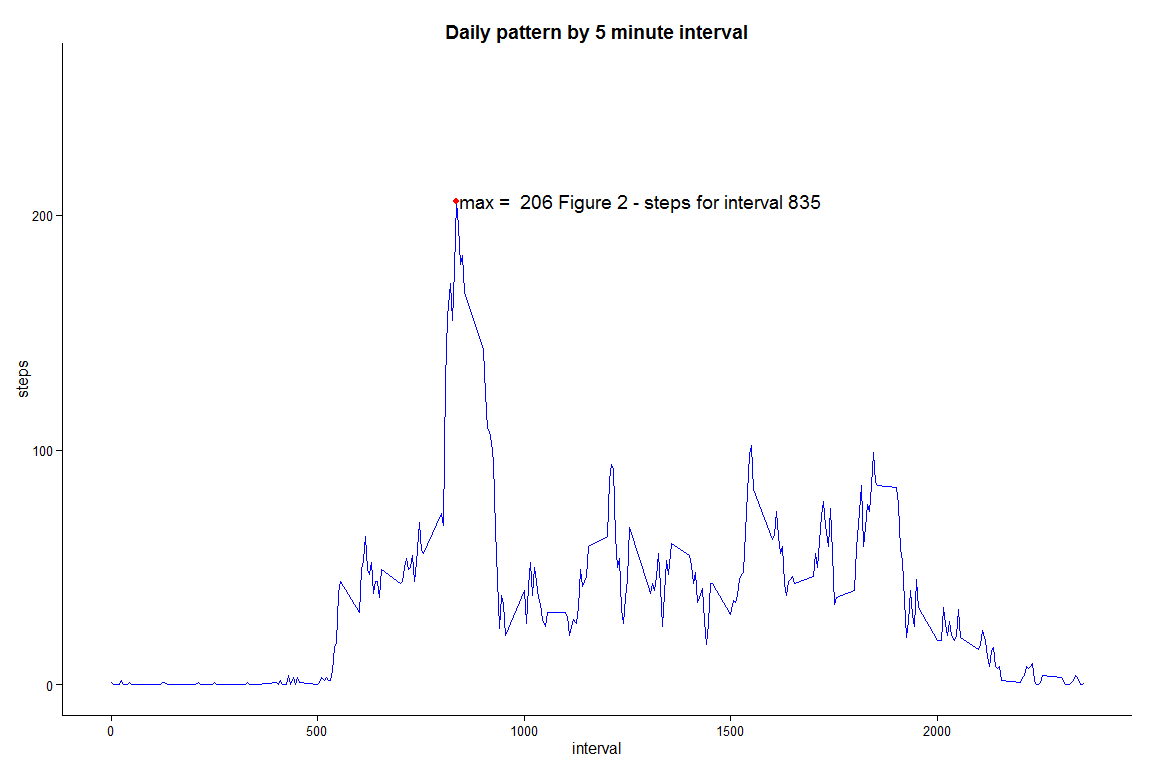 Daily pattern by 5 minute interval
max =  206 Figure 2 - steps for interval 835
200
100
0
steps
0 500 1000 1500 2000
interval